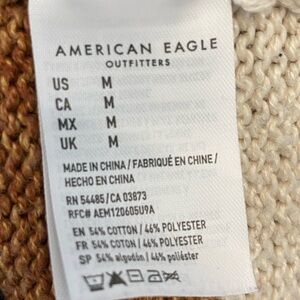 AMERICAN EAGLE
OUTFITTERS
US M
CA M
MX M
UK M
MADE IN CHINA / FABRIQUÉ EN CHINE /
HECHO EN CHINA
RN 54485/CA 03873
RFC# AEM120605U9A
EN 54% COTTON / 46% POLYESTER
FR 54% COTON / 46% POLYESTER
SP 54% algodón / 46% poliéster